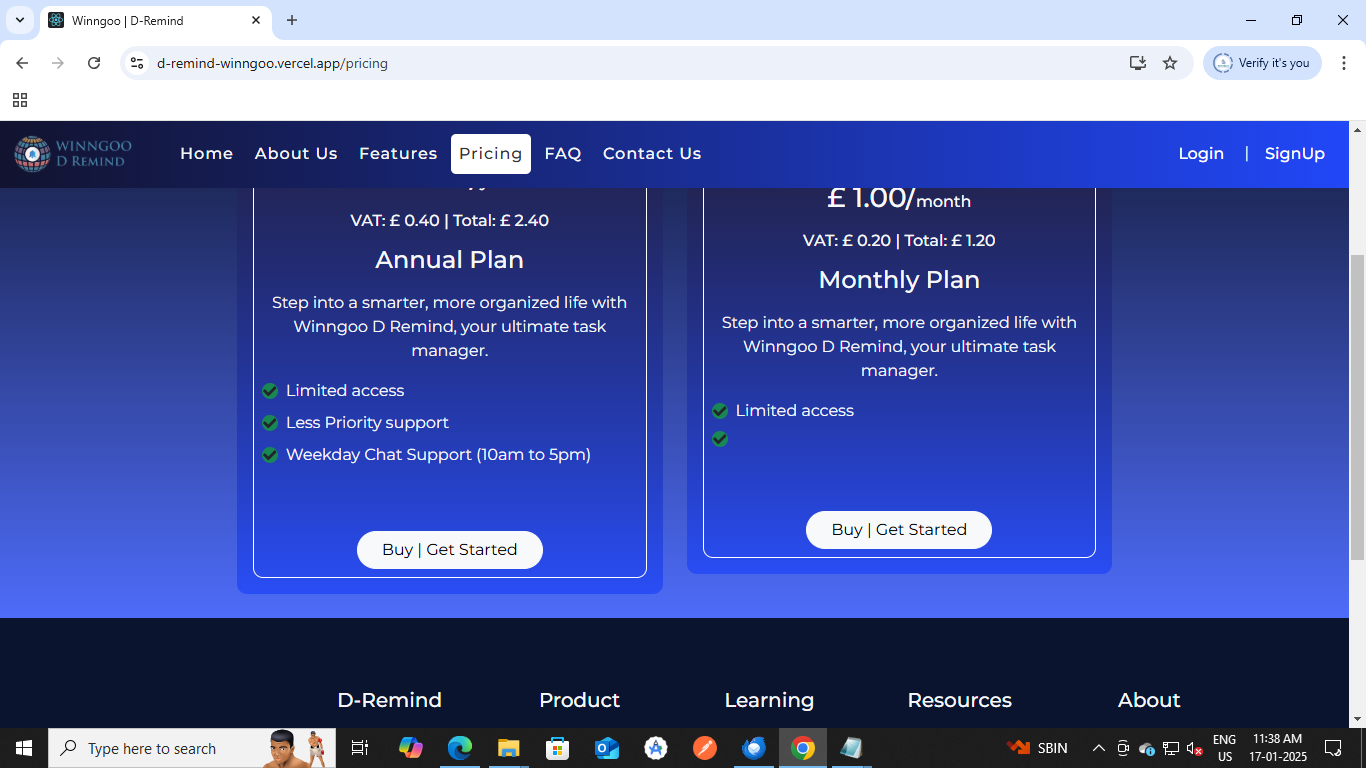 Winngoo | D-Remind
d-remind-winngoo.vercel.app/pricing
Verify it's you
WINNGOO
D REMIND
Home
About Us
Features
Pricing
FAQ
Contact Us
Login
|
SignUp
VAT: £ 0.40 | Total: £ 2.40
Annual Plan
Step into a smarter, more organized life with
Winngoo D Remind, your ultimate task
manager.
Limited access
Less Priority support
Weekday Chat Support (10am to 5pm)
Buy | Get Started
£ 1.00/month
VAT: £ 0.20 | Total: £ 1.20
Monthly Plan
Step into a smarter, more organized life with
Winngoo D Remind, your ultimate task
manager.
Limited access
Buy | Get Started
D-Remind
Product
Learning
Resources
About
Type here to search
SBIN
ENG
US
11:38 AM
17-01-2025